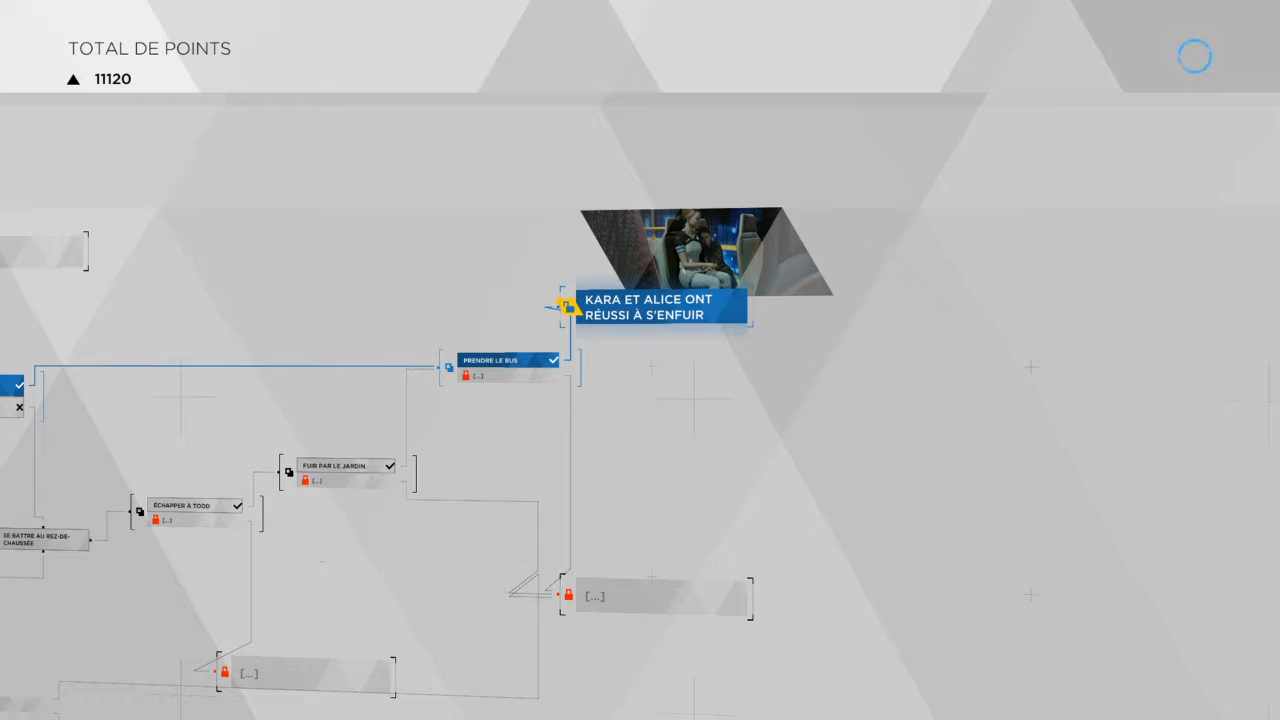 TOTAL DE POINTS
11120
KARA ET ALICE ONT
RÉUSSI À S'ENFUIR
PRENDRE LE BUS
[...]
FUIR PAR LE JARDIN
[...]
ÉCHAPPER À TODD
[...]
SE BATTRE AU REZ-DE-
CHAUSSÉE
[...]
[...]